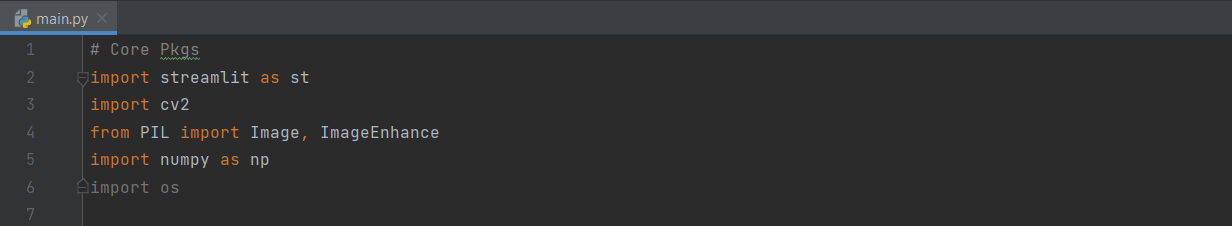 main.py
1 # Core Pkgs
2 import streamlit as st
3 import cv2
4 from PIL import Image, ImageEnhance
5 import numpy as np
6 import os
7